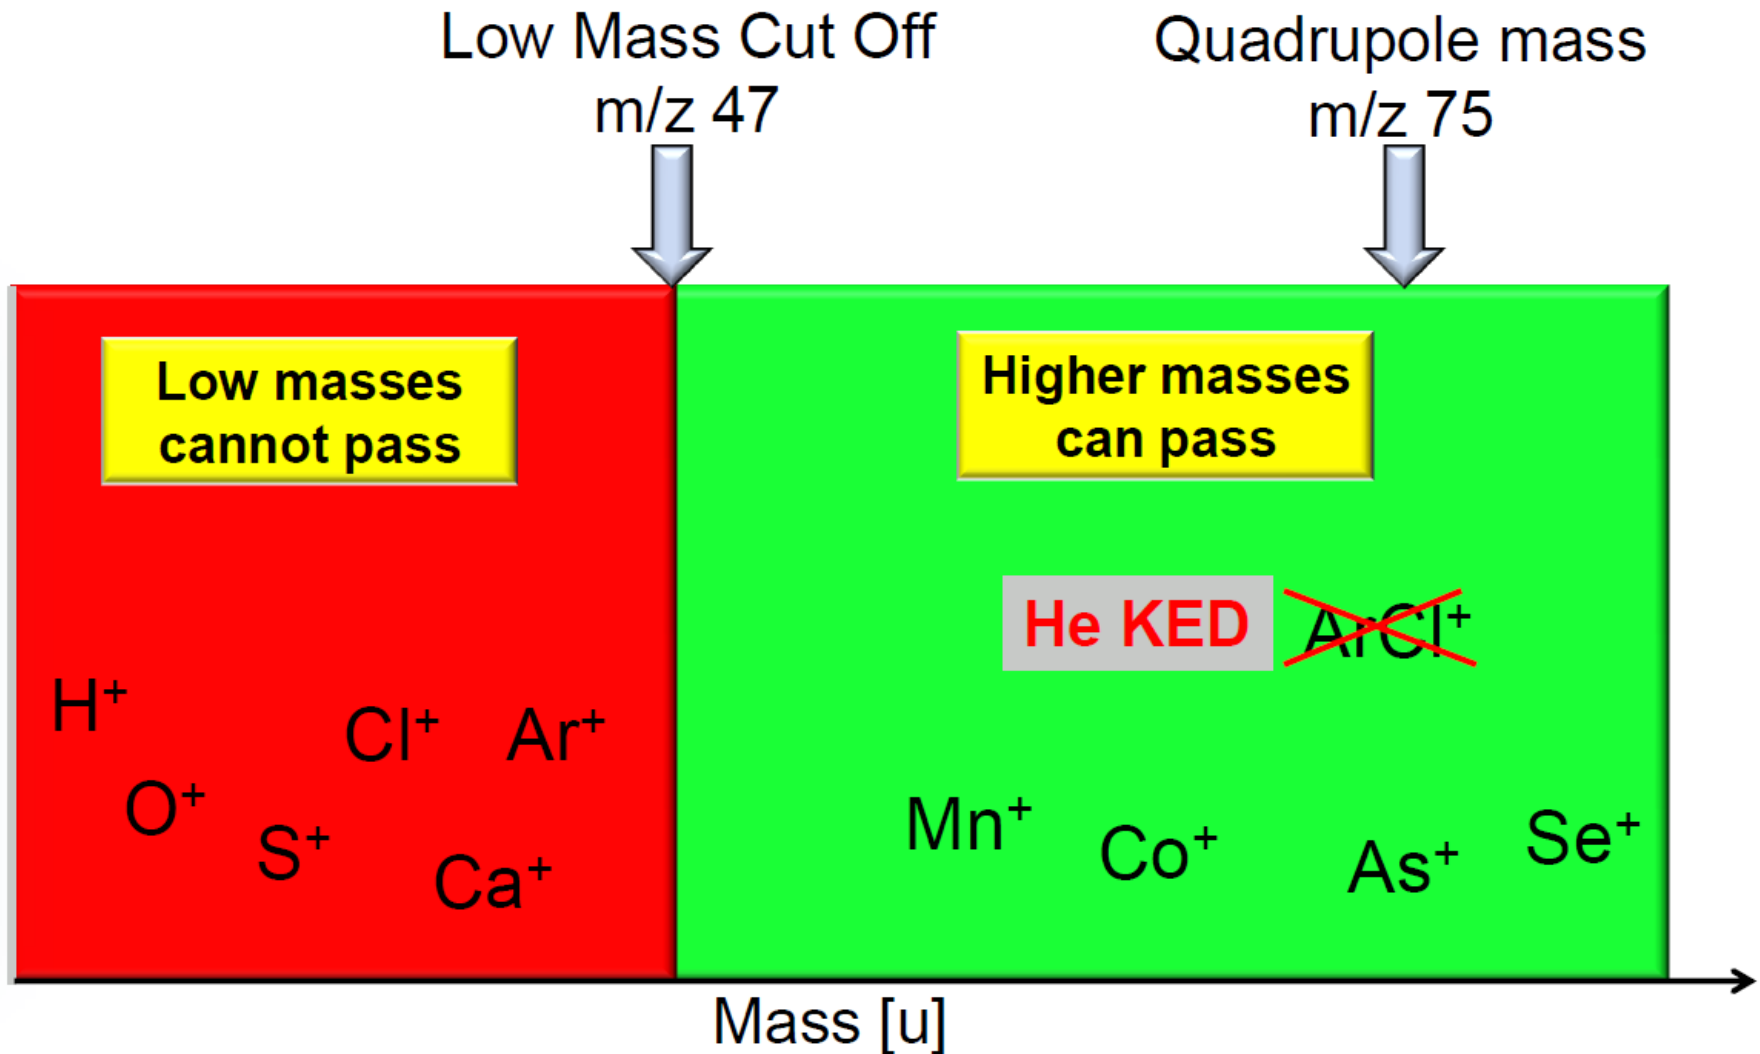 Low Mass Cut Off
m/z 47
Quadrupole mass
m/z 75
Low masses
cannot pass
Higher masses
can pass
He KED
ArCl⁺
H⁺
Cl⁺
Ar⁺
O⁺
S⁺
Ca⁺
Mn⁺
Co⁺
As⁺
Se⁺
Mass [u]